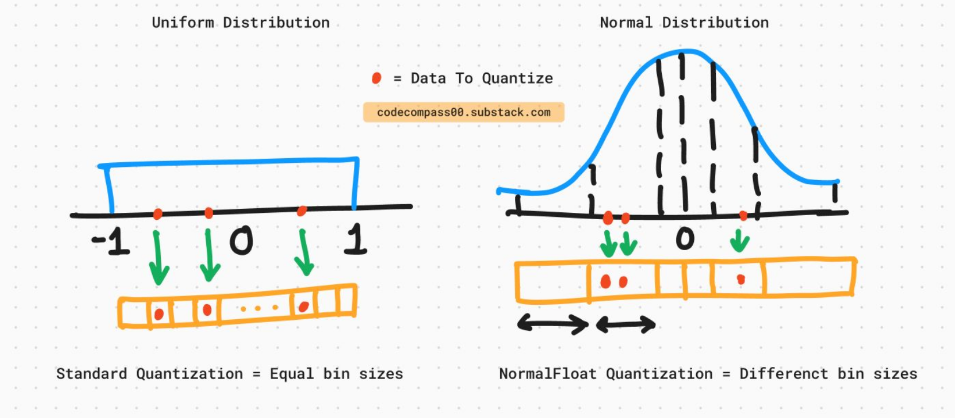 Uniform Distribution
Normal Distribution
= Data To Quantize
codecompass00.substack.com
-1 0 1
0
Standard Quantization = Equal bin sizes
NormalFloat Quantization = Differenct bin sizes